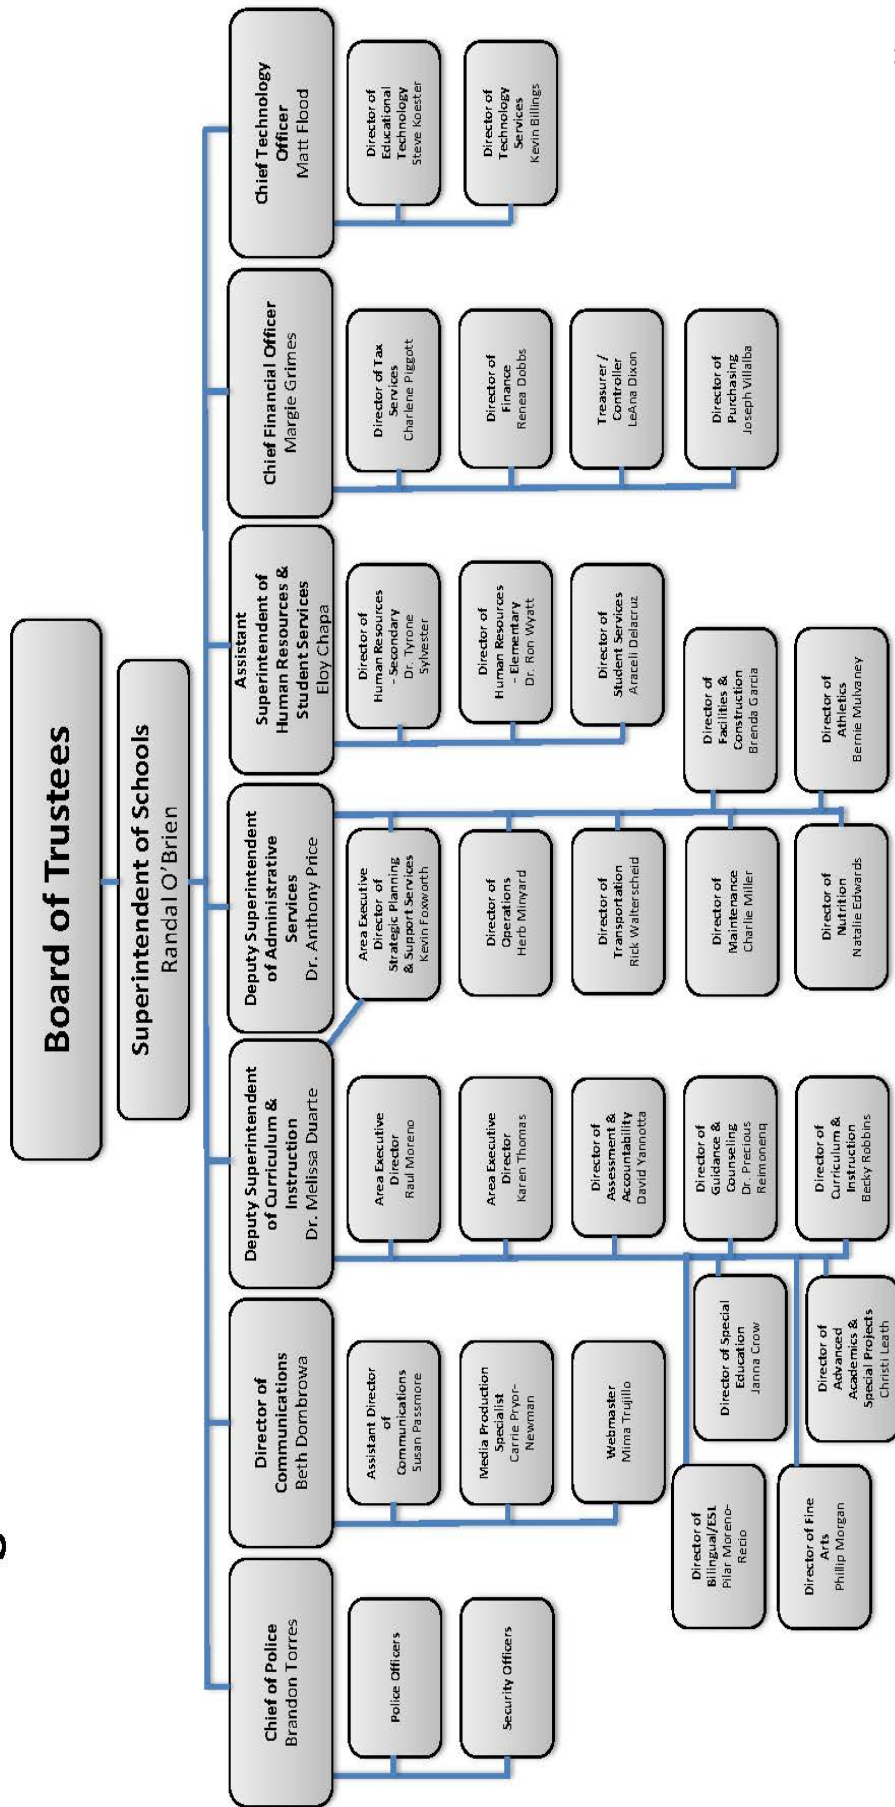 Board of Trustees
Superintendent of Schools
Randal O'Brien
Chief of Police
Brandon Torres
Police Officers
Security Officers
Director of
Communications
Beth Dombrowa
Assistant Director
of
Communications
Susan Passmore
Media Production
Specialist
Carrie Pryor-
Newman
Webmaster
Mima Trujillo
Deputy Superintendent
of Curriculum &
Instruction
Dr. Melissa Duarte
Area Executive
Director
Raul Moreno
Area Executive
Director
Karen Thomas
Director of
Assessment &
Accountability
David Yannotta
Director of
Guidance &
Counseling
Dr. Precious
Reimonenq
Director of
Curriculum &
Instruction
Becky Robbins
Director of Special
Education
Janna Crow
Director of
Advanced
Academics &
Special Projects
Christi Leath
Director of
Bilingual/ESL
Pilar Moreno-
Recio
Director of Fine
Arts
Phillip Morgan
Deputy Superintendent
of Administrative
Services
Dr. Anthony Price
Area Executive
Director of
Strategic Planning
& Support Services
Kevin Foxworth
Director of
Operations
Herb Minyard
Director of
Transportation
Rick Walterscheid
Director of
Maintenance
Charlie Miller
Director of
Nutrition
Natalie Edwards
Director of
Facilities &
Construction
Brenda Garcia
Director of
Athletics
Bernie Mulvaney
Assistant
Superintendent of
Human Resources &
Student Services
Eloy Chapa
Director of
Human Resources
- Secondary
Dr. Tyrone
Sylvester
Director of
Human Resources
- Elementary
Dr. Ron Wyatt
Director of
Student Services
Araceli Delacruz
Chief Financial Officer
Margie Grimes
Director of Tax
Services
Charlene Piggott
Director of
Finance
Renea Dobbs
Treasurer /
Controller
LeAna Dixon
Director of
Purchasing
Joseph Villalba
Chief Technology
Officer
Matt Flood
Director of
Educational
Technology
Steve Koester
Director of
Technology
Services
Kevin Billings